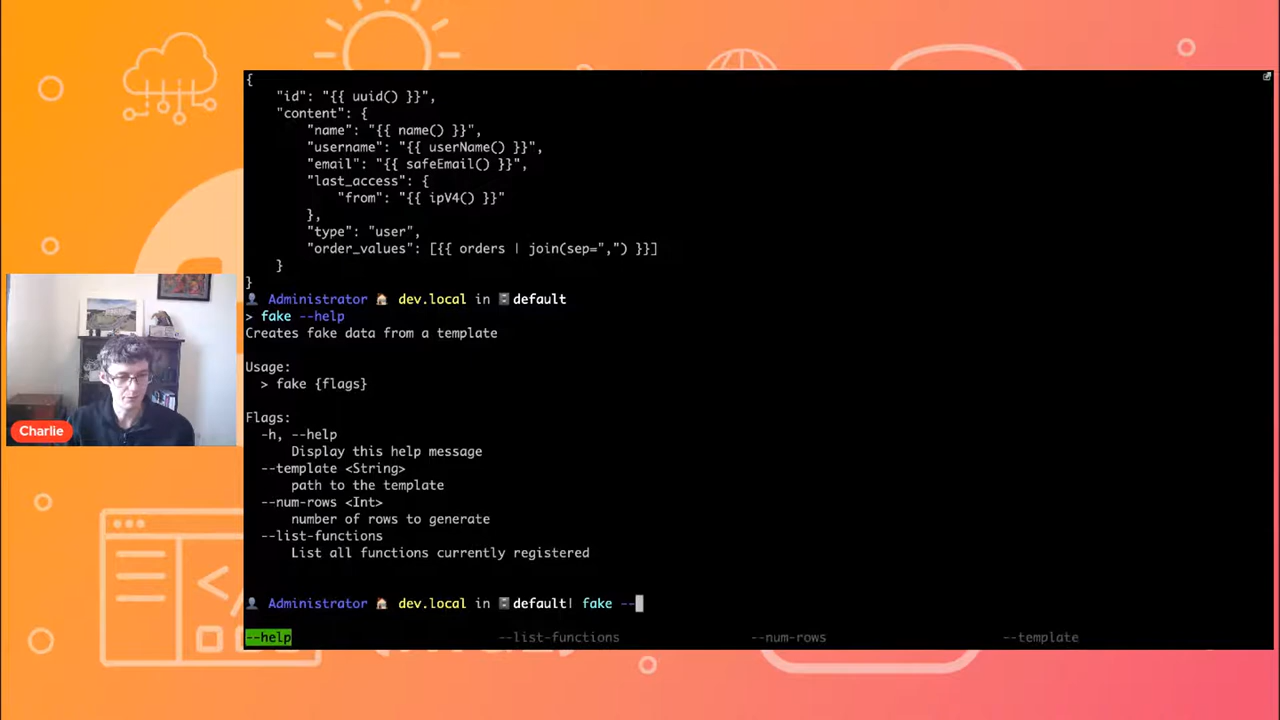 {
"id": "{{ uuid() }}",
"content": {
"name": "{{ name() }}",
"username": "{{ userName() }}",
"email": "{{ safeEmail() }}",
"last_access": {
"from": "{{ ipV4() }}"
},
"type": "user",
"order_values": [{{ orders | join(sep=",") }}]
}
}
Administrator dev.local in default
> fake --help
Creates fake data from a template
Usage:
> fake {flags}
Flags:
-h, --help
Display this help message
--template <String>
path to the template
--num-rows <Int>
number of rows to generate
--list-functions
List all functions currently registered
Administrator dev.local in default| fake --
--help --list-functions --num-rows --template
Charlie